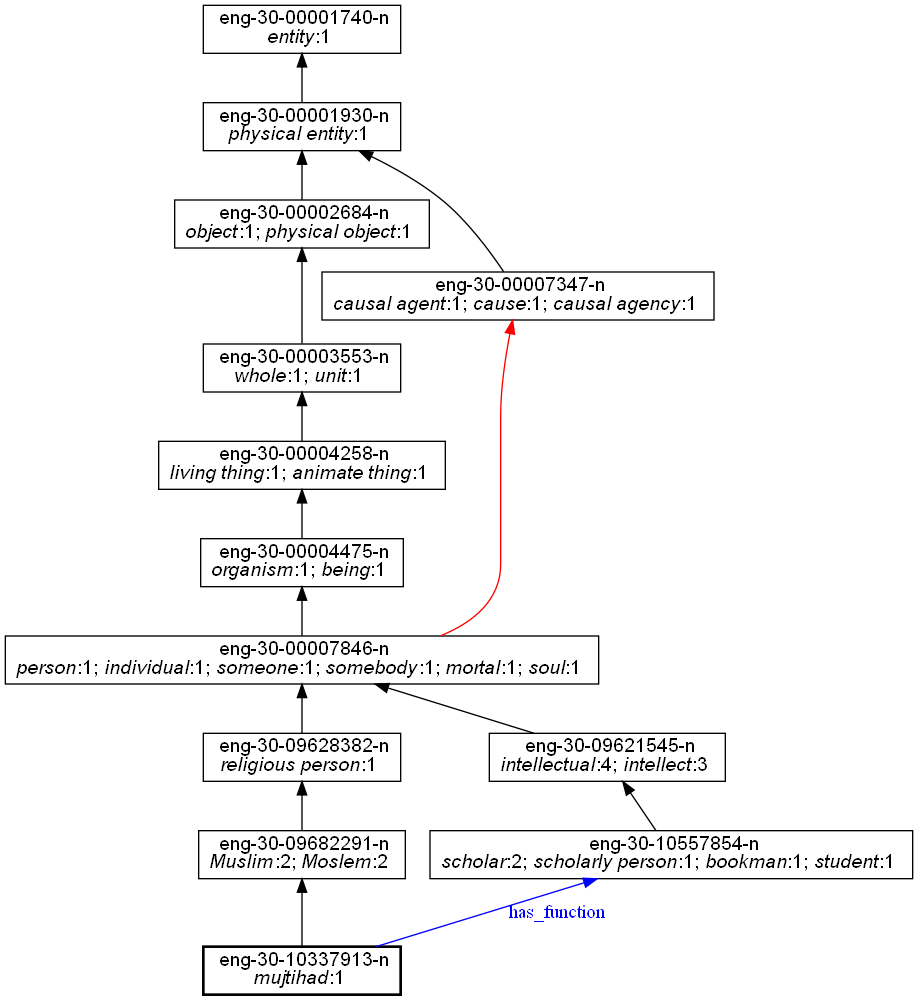 eng-30-00001740-n
entity:1
eng-30-00001930-n
physical entity:1
eng-30-00002684-n
object:1; physical object:1
eng-30-00007347-n
causal agent:1; cause:1; causal agency:1
eng-30-00003553-n
whole:1; unit:1
eng-30-00004258-n
living thing:1; animate thing:1
eng-30-00004475-n
organism:1; being:1
eng-30-00007846-n
person:1; individual:1; someone:1; somebody:1; mortal:1; soul:1
eng-30-09628382-n
religious person:1
eng-30-09621545-n
intellectual:4; intellect:3
eng-30-09682291-n
Muslim:2; Moslem:2
eng-30-10557854-n
scholar:2; scholarly person:1; bookman:1; student:1
has_function
eng-30-10337913-n
mujtihad:1